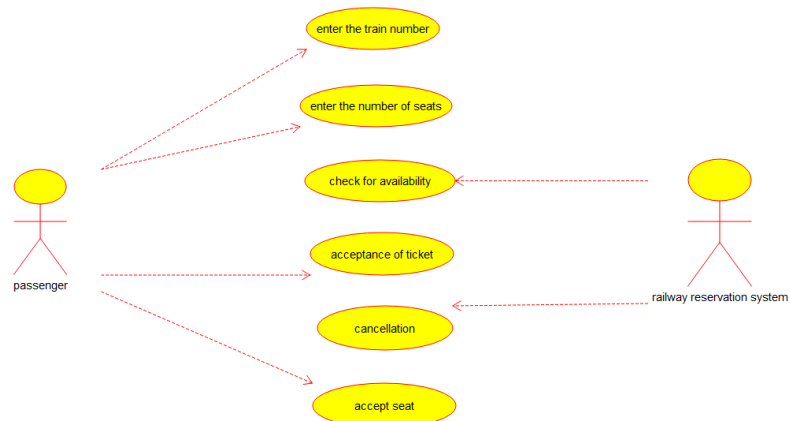 enter the train number
enter the number of seats
check for availability
acceptance of ticket
passenger
railway reservation system
cancellation
accept seat